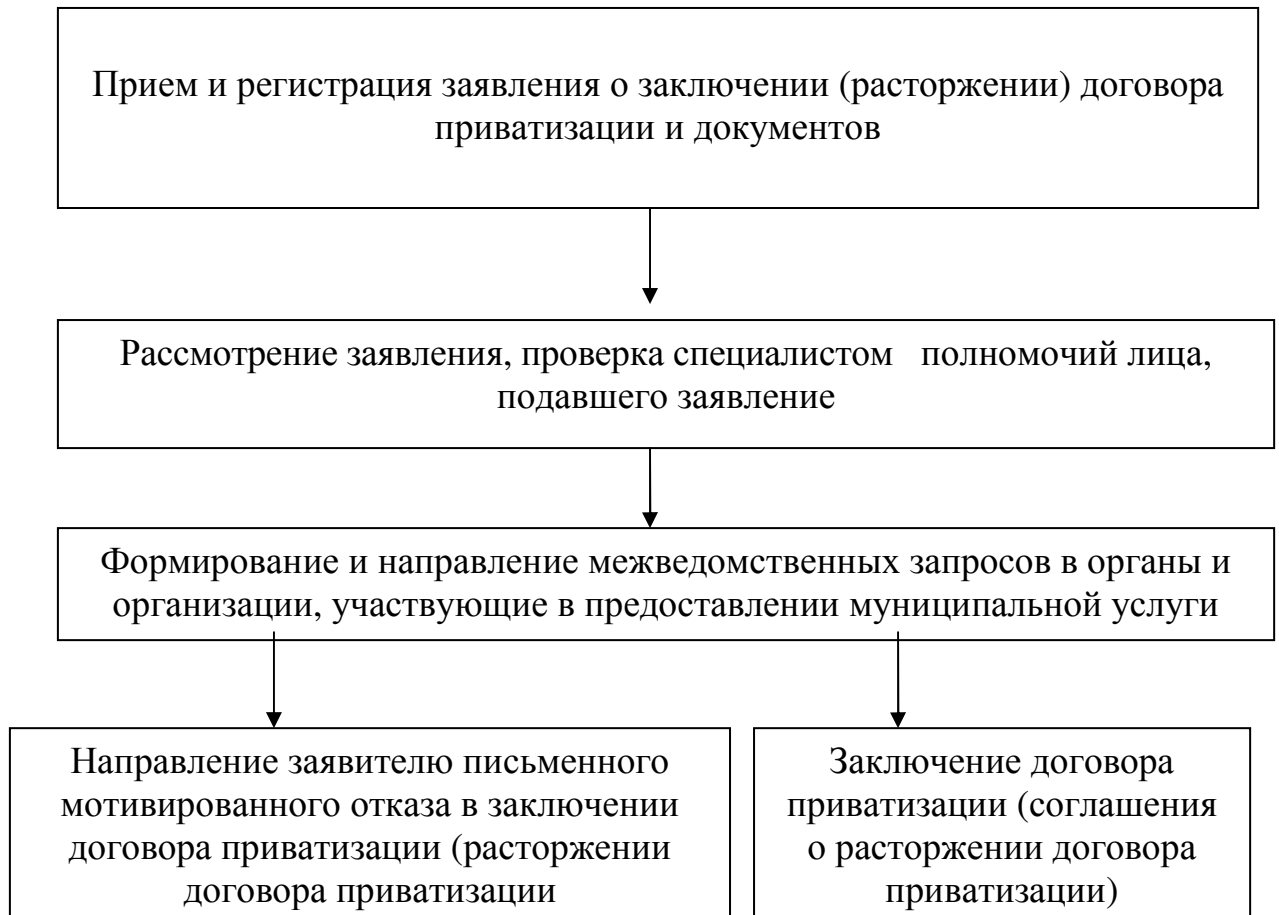 Прием и регистрация заявления о заключении (расторжении) договора
приватизации и документов
Рассмотрение заявления, проверка специалистом полномочий лица,
подавшего заявление
Формирование и направление межведомственных запросов в органы и
организации, участвующие в предоставлении муниципальной услуги
Направление заявителю письменного
мотивированного отказа в заключении
договора приватизации (расторжении
договора приватизации
Заключение договора
приватизации (соглашения
о расторжении договора
приватизации)